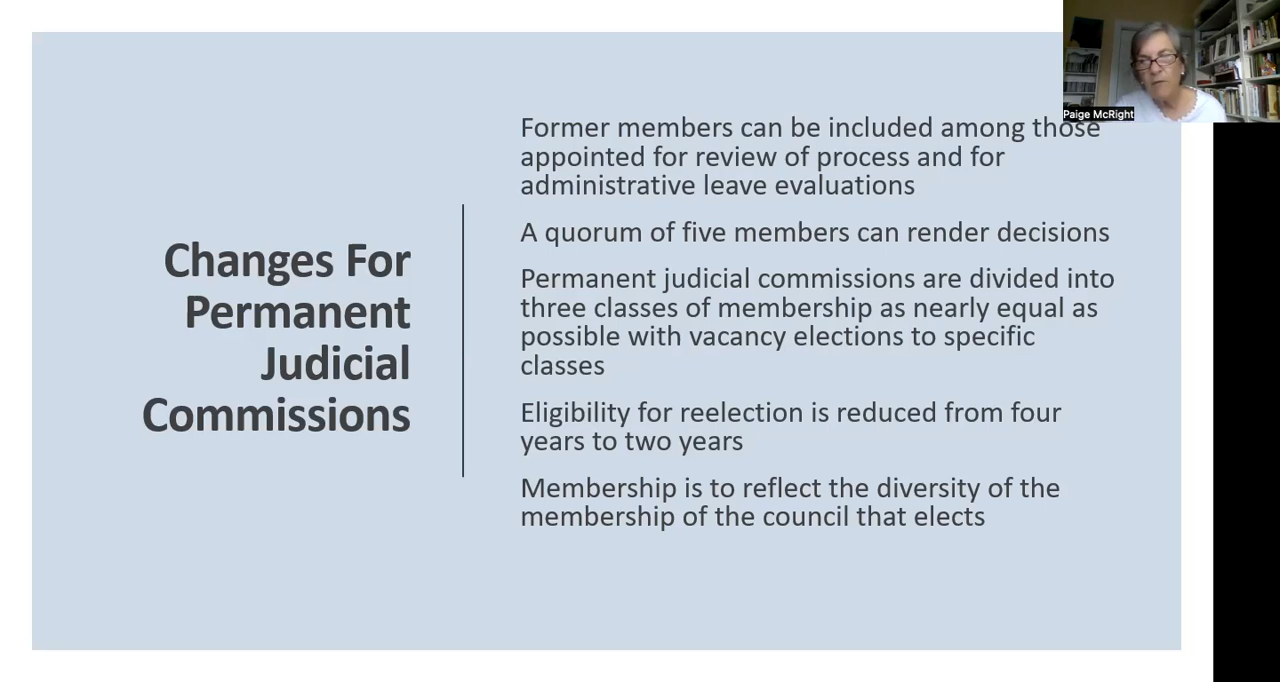 Paige McRight
Former members can be included among those
appointed for review of process and for
administrative leave evaluations
A quorum of five members can render decisions
Permanent judicial commissions are divided into
three classes of membership as nearly equal as
possible with vacancy elections to specific
classes
Eligibility for reelection is reduced from four
years to two years
Membership is to reflect the diversity of the
membership of the council that elects
Changes For
Permanent
Judicial
Commissions